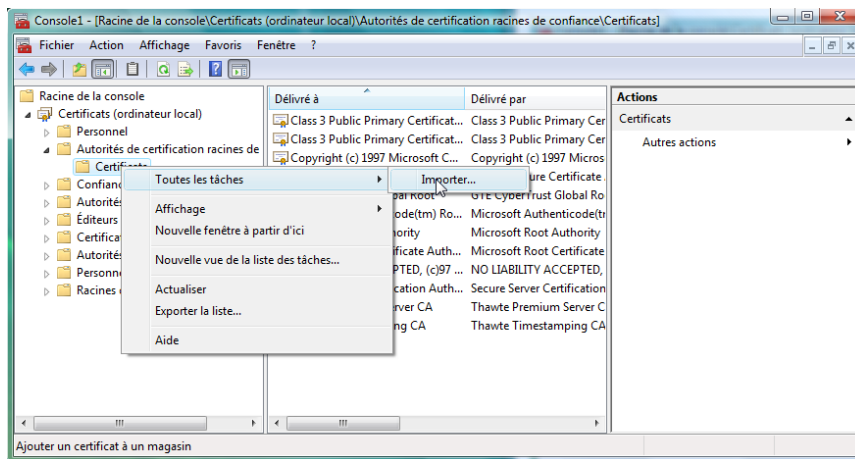 Console1 - [Racine de la console\Certificats (ordinateur local)\Autorités de certification racines de confiance\Certificats]
Fichier Action Affichage Favoris Fenêtre ?
Racine de la console
Certificats (ordinateur local)
Personnel
Autorités de certification racines de
Certificats
Confianc
Autorités
Éditeurs
Certificat
Autorités
Personne
Racines
Toutes les tâches
Affichage
Nouvelle fenêtre à partir d'ici
Nouvelle vue de la liste des tâches...
Actualiser
Exporter la liste...
Aide
Importer...
Délivré à Délivré par
Class 3 Public Primary Certificat... Class 3 Public Primary Cer
Class 3 Public Primary Certificat... Class 3 Public Primary Cer
Copyright (c) 1997 Microsoft C... Copyright (c) 1997 Micros
ure Certificate
bal Root GTE CyberTrust Global Ro
ode(tm) Ro... Microsoft Authenticode(t
hority Microsoft Root Authority
ificate Auth... Microsoft Root Certificate
PTED, (c)97 ... NO LIABILITY ACCEPTED,
cation Auth... Secure Server Certification
rver CA Thawte Premium Server C
ng CA Thawte Timestamping CA
Actions
Certificats
Autres actions
Ajouter un certificat à un magasin